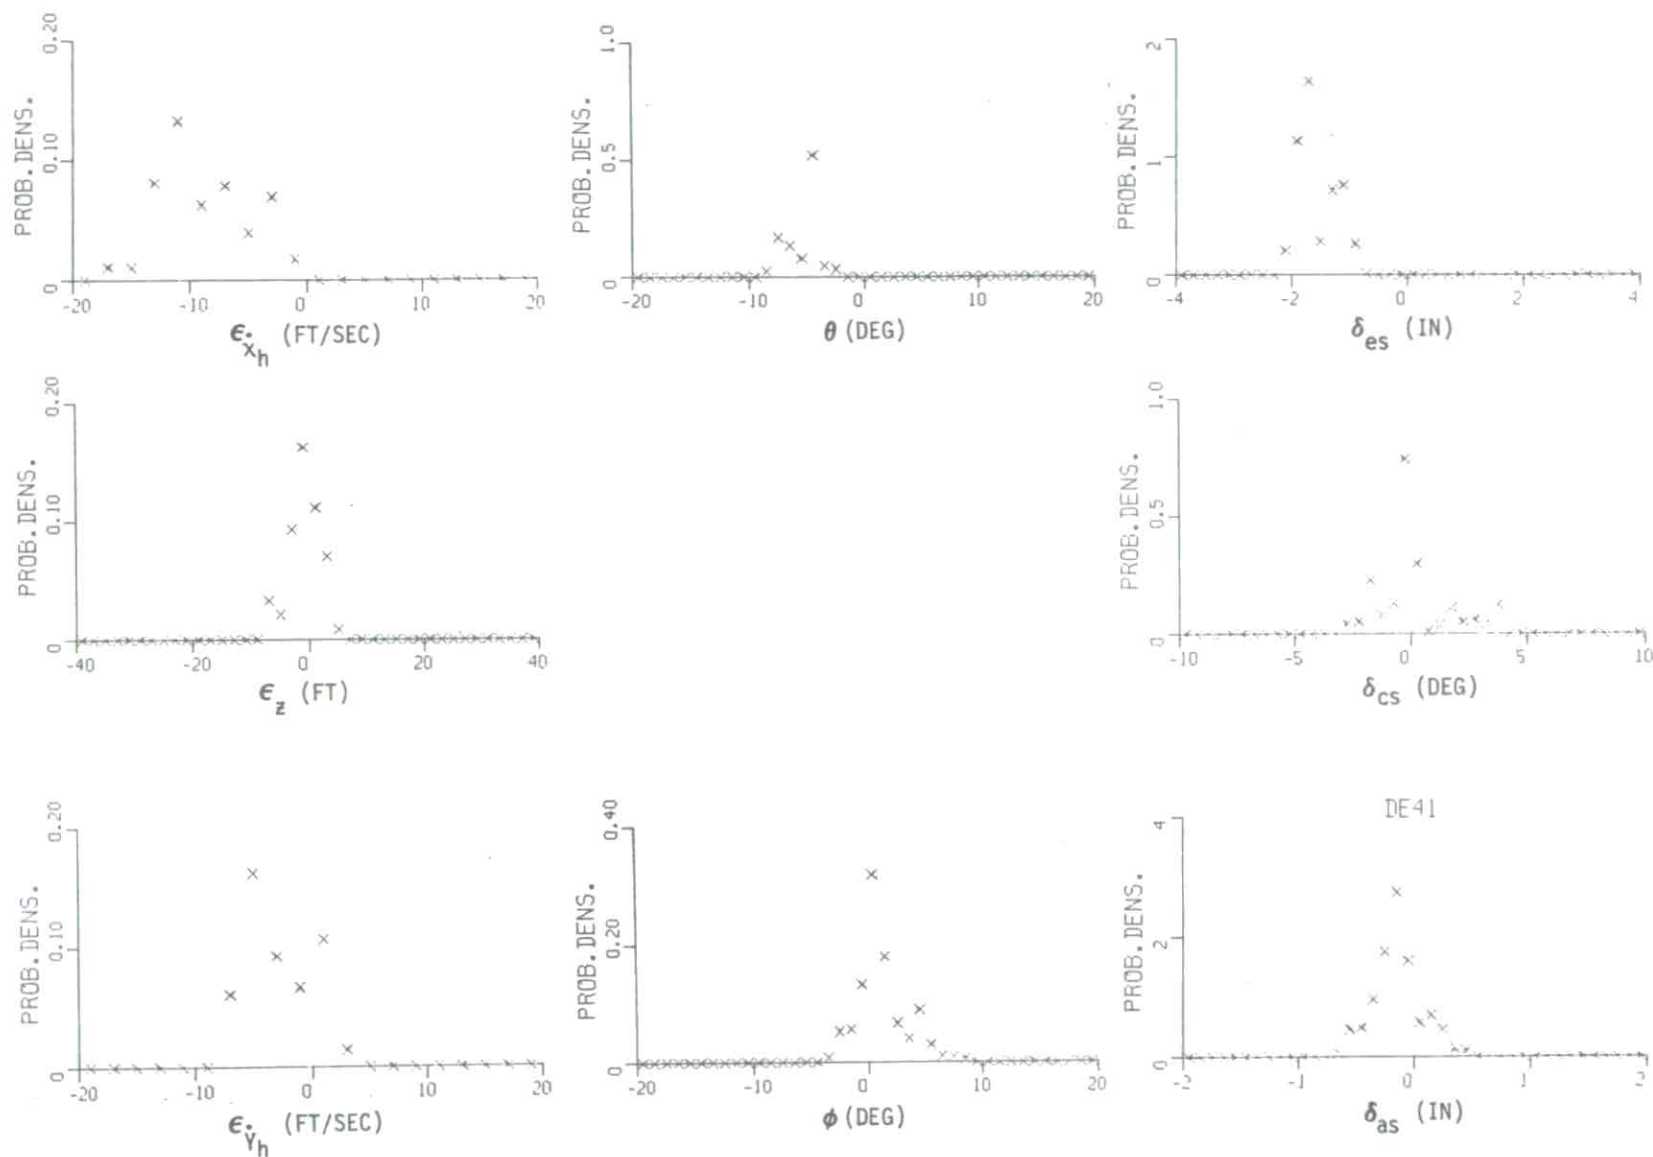 PROB.DENS.
0.20
0.10
0
-20 -10 0 10 20
ϵẋh (FT/SEC)
PROB.DENS.
1.0
0.5
0
-20 -10 0 10 20
θ (DEG)
PROB.DENS.
2
1
0
-4 -2 0 2 4
δes (IN)
PROB.DENS.
0.20
0.10
0
-40 -20 0 20 40
ϵz (FT)
PROB.DENS.
1.0
0.5
0
-10 -5 0 5 10
δcs (DEG)
PROB.DENS.
0.20
0.10
0
-20 -10 0 10 20
ϵẎh (FT/SEC)
PROB.DENS.
0.40
0.20
0
-20 -10 0 10 20
ϕ (DEG)
DE41
PROB.DENS.
4
2
0
-2 -1 0 1 2
δas (IN)